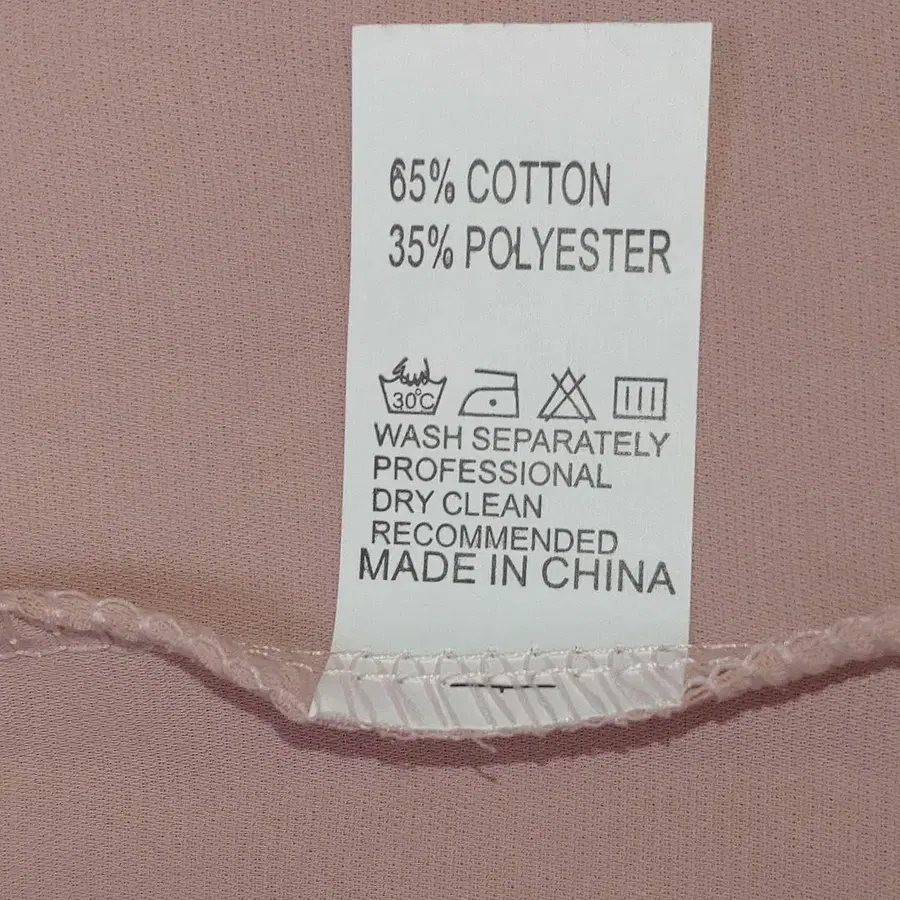 65% COTTON
35% POLYESTER
30°C
WASH SEPARATELY
PROFESSIONAL
DRY CLEAN
RECOMMENDED
MADE IN CHINA